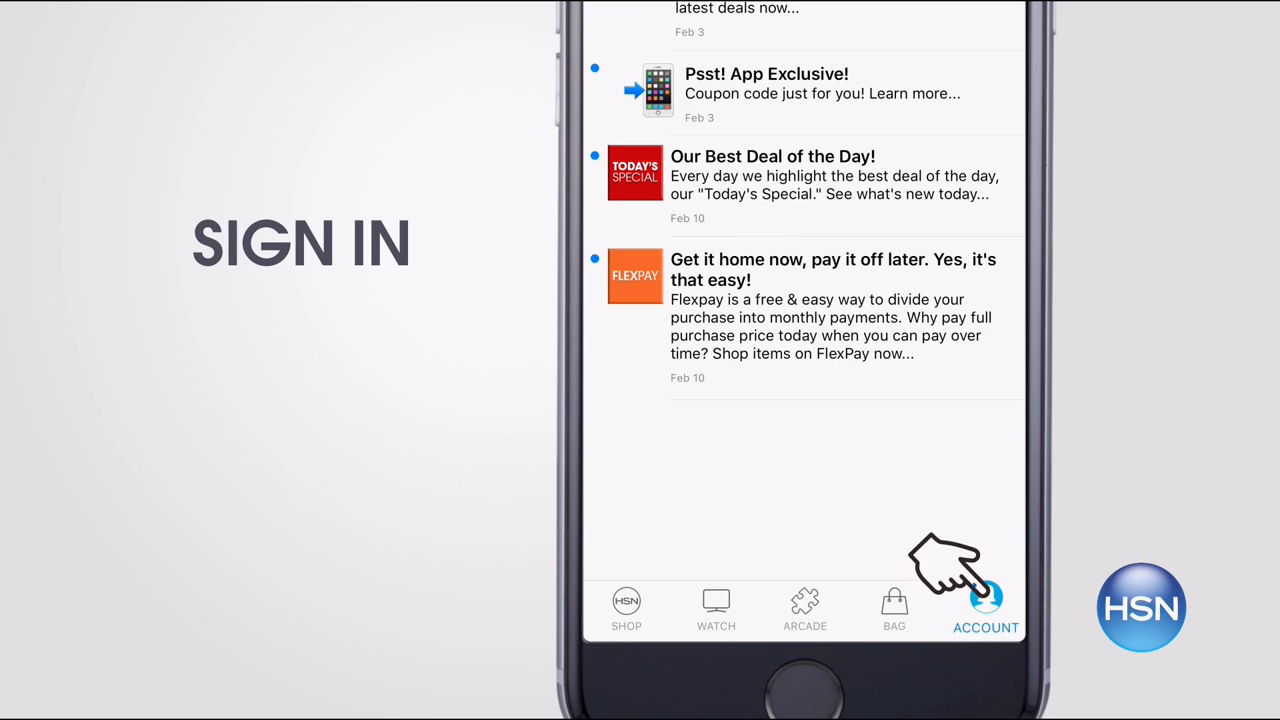 latest deals now...
Feb 3
Psst! App Exclusive!
Coupon code just for you! Learn more...
Feb 3
TODAY'S
SPECIAL
Our Best Deal of the Day!
Every day we highlight the best deal of the day,
our "Today's Special." See what's new today...
Feb 10
SIGN IN
FLEXPAY
Get it home now, pay it off later. Yes, it's
that easy!
Flexpay is a free & easy way to divide your
purchase into monthly payments. Why pay full
purchase price today when you can pay over
time? Shop items on FlexPay now...
Feb 10
HSN
SHOP
WATCH
ARCADE
BAG
ACCOUNT
HSN